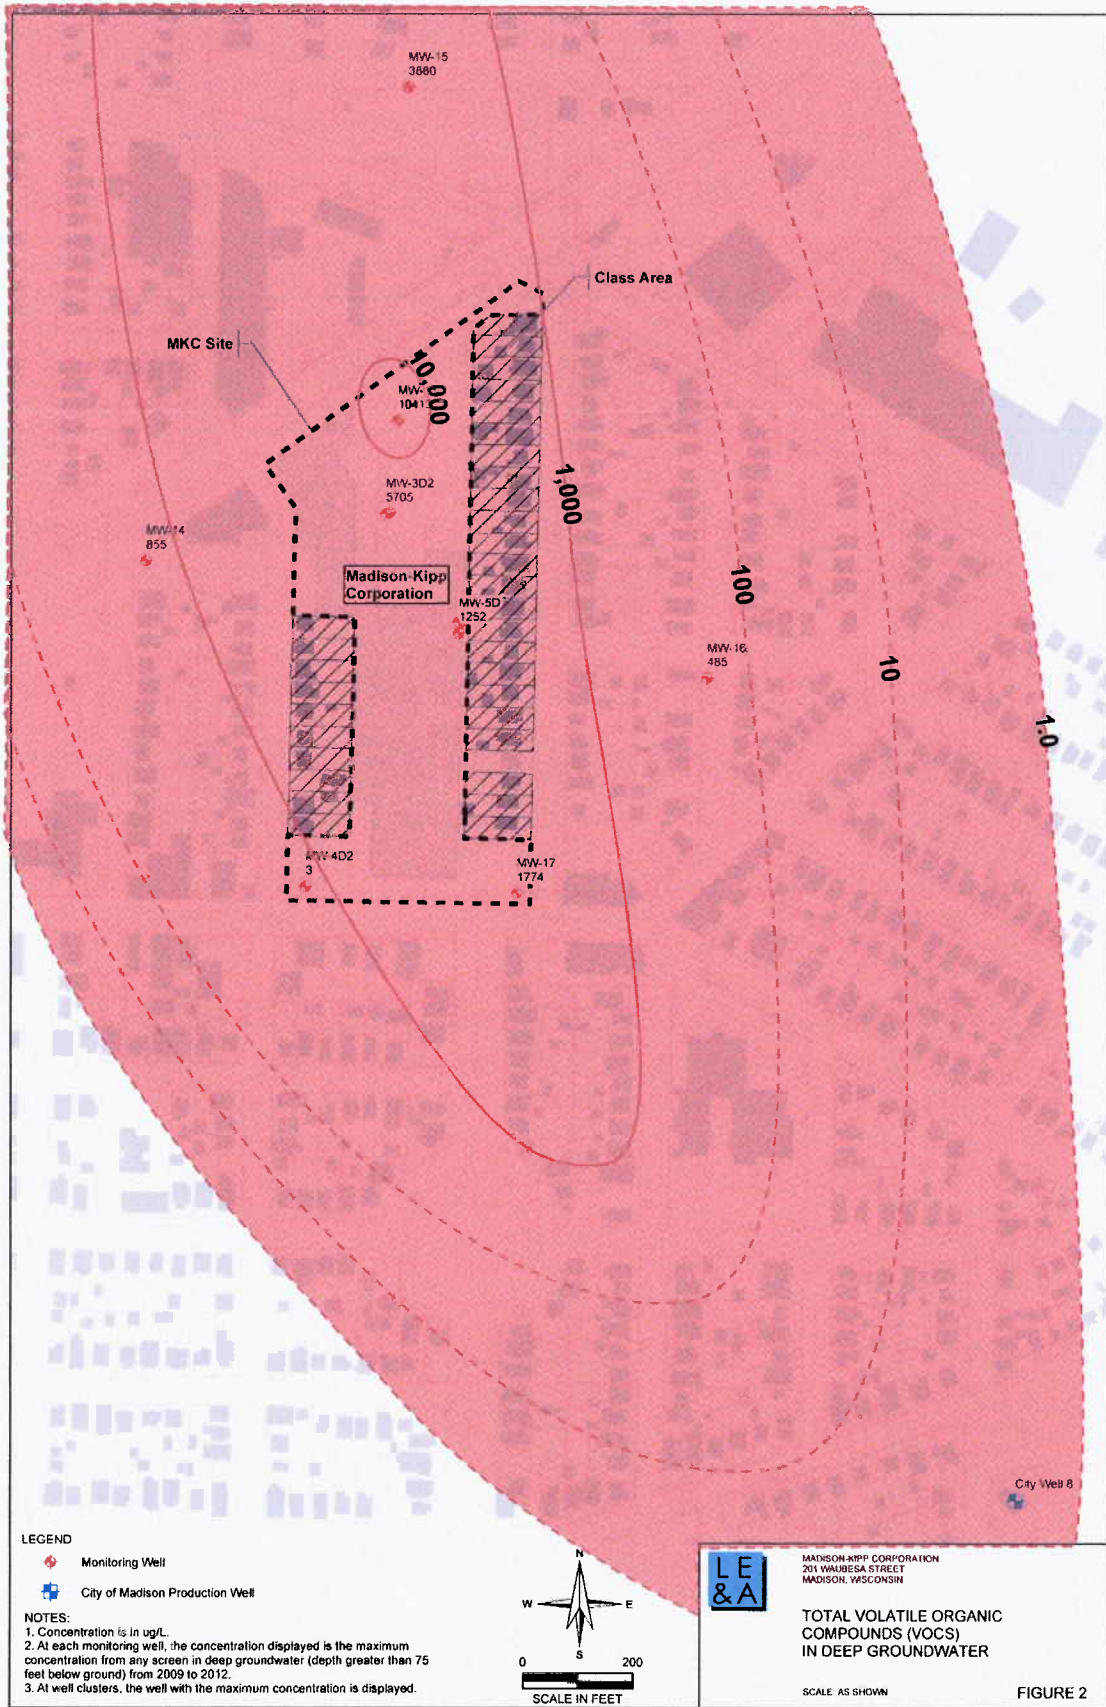 MW-15
3880
Class Area
MKC Site
10,000
MW-
1041
MW-3D2
5705
1,000
MW-14
855
Madison-Kipp
Corporation
100
MW-5D
1252
MW-16
485
10
1.0
MW-4D2
3
MW-17
1774
City Well 8
LEGEND
Monitoring Well
City of Madison Production Well
NOTES:
1. Concentration is in ug/L.
2. At each monitoring well, the concentration displayed is the maximum
concentration from any screen in deep groundwater (depth greater than 75
feet below ground) from 2009 to 2012.
3. At well clusters, the well with the maximum concentration is displayed.
N
W E
S
0 200
SCALE IN FEET
LE
&A
MADISON-KIPP CORPORATION
201 WAUBESA STREET
MADISON, WISCONSIN
TOTAL VOLATILE ORGANIC
COMPOUNDS (VOCS)
IN DEEP GROUNDWATER
SCALE AS SHOWN
FIGURE 2